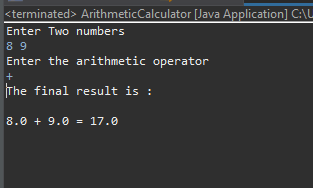 <terminated> ArithmeticCalculator [Java Application] C:\U
Enter Two numbers
8 9
Enter the arithmetic operator
+
The final result is :
8.0 + 9.0 = 17.0